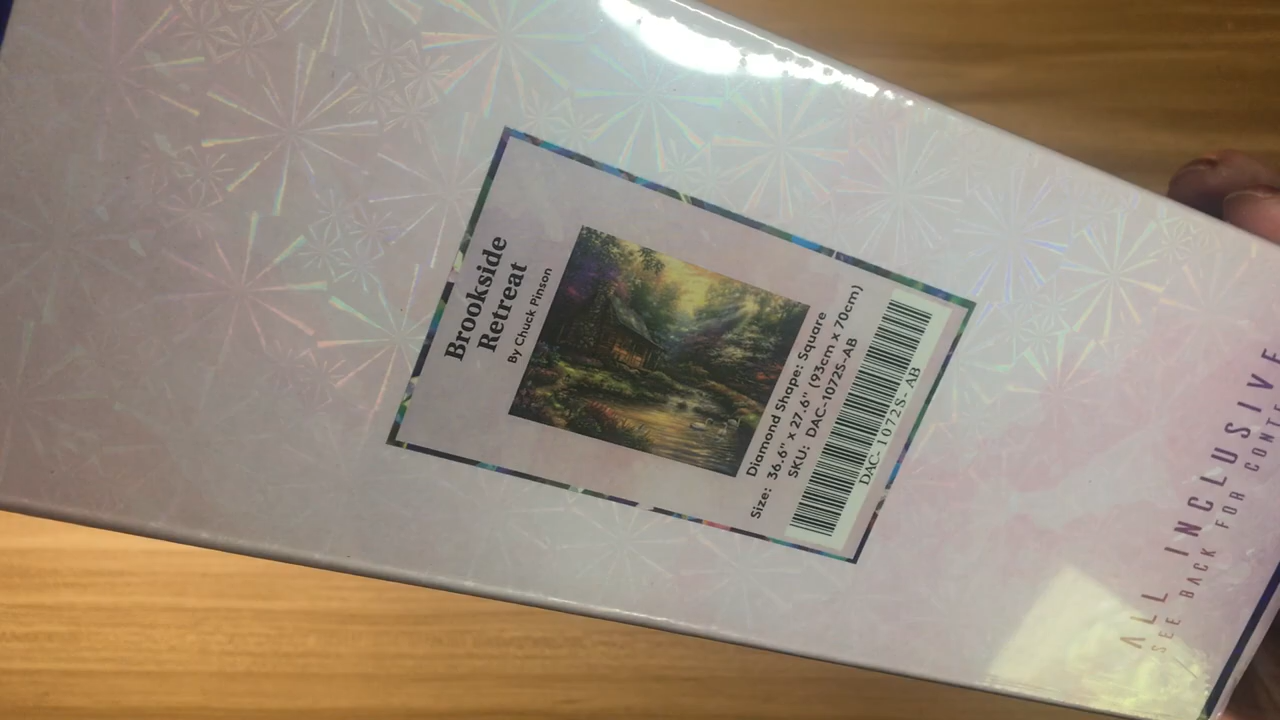 Brookside
Retreat
By Chuck Pinson
Diamond Shape: Square
Size: 36.6" x 27.6" (93cm x 70cm)
SKU: DAC-1072S-AB
DAC- 1072S- AB
ALL INCLUSIVE
SEE BACK FOR